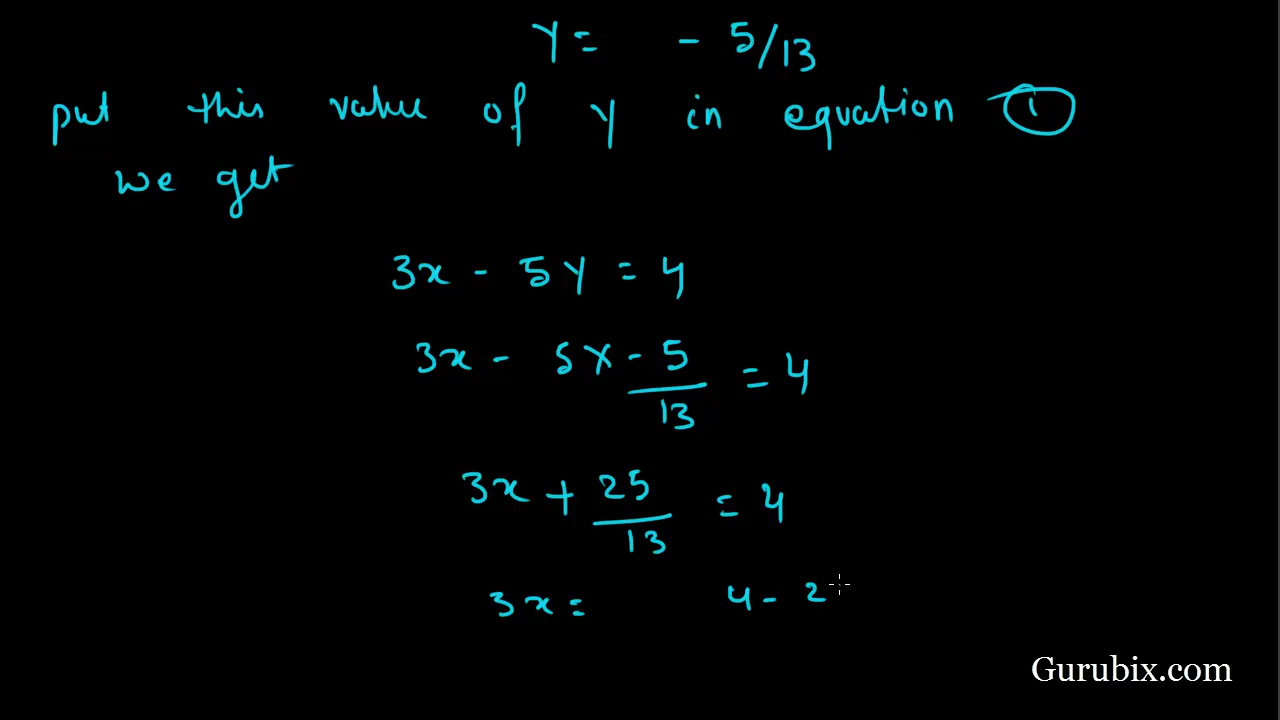 Y = - 5/13
put this value of y in equation ①
we get
3x - 5y = 4
3x - 5 x - 5/13 = 4
3x + 25/13 = 4
3x = 4 - 2
Gurubix.com